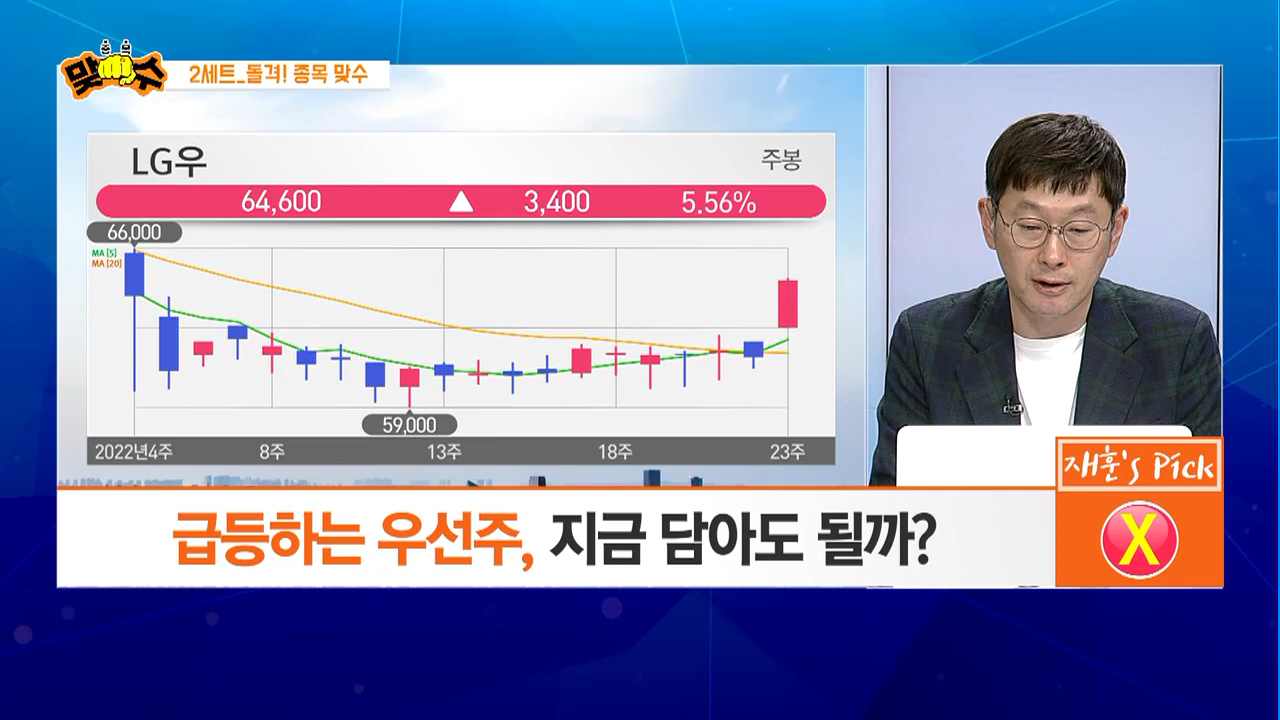 맞수
2세트_돌격! 종목 맞수
LG우
주봉
64,600 ▲ 3,400 5.56%
66,000
MA [5]
MA [20]
59,000
2022년4주 8주 13주 18주 23주
재훈's Pick
급등하는 우선주, 지금 담아도 될까?
X